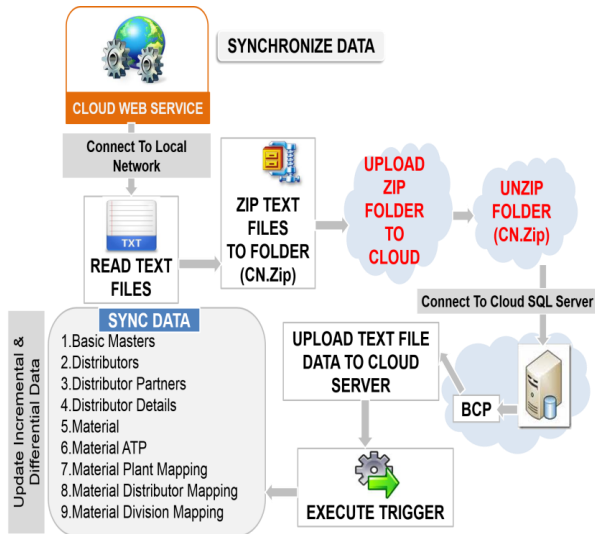 SYNCHRONIZE DATA
CLOUD WEB SERVICE
Connect To Local
Network
TXT
READ TEXT
FILES
ZIP TEXT
FILES
TO FOLDER
(CN.Zip)
UPLOAD
ZIP
FOLDER
TO
CLOUD
UNZIP
FOLDER
(CN.Zip)
Connect To Cloud SQL Server
BCP
UPLOAD TEXT FILE
DATA TO CLOUD
SERVER
EXECUTE TRIGGER
SYNC DATA
1.Basic Masters
2.Distributors
3.Distributor Partners
4.Distributor Details
5.Material
6.Material ATP
7.Material Plant Mapping
8.Material Distributor Mapping
9.Material Division Mapping
Update Incremental &
Differential Data